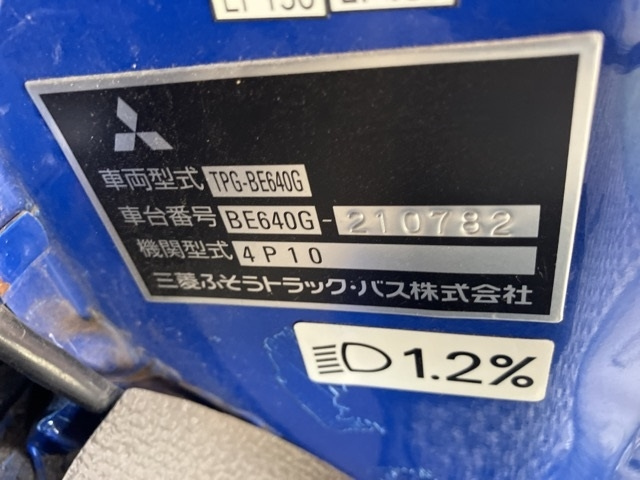 車両型式 TPG-BE640G
車台番号 BE640G-210782
機関型式 4P10
三菱ふそうトラック・バス株式会社
1.2%